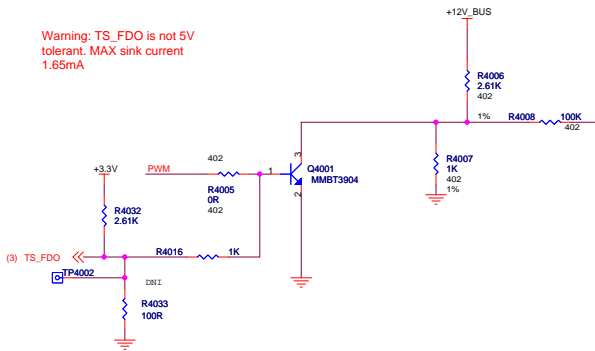 +12V_BUS
Warning: TS_FDO is not 5V
tolerant, MAX sink current
1.65mA
R4006
2.61K
402
1%
R4008
100K
402
402
R4007
1K
402
1%
3
1
2
Q4001
MMBT3904
+3.3V
PWM
R4005
0R
402
R4032
2.61K
(3) TS_FDO
R4016
1K
TP4002
DNI
R4033
100R